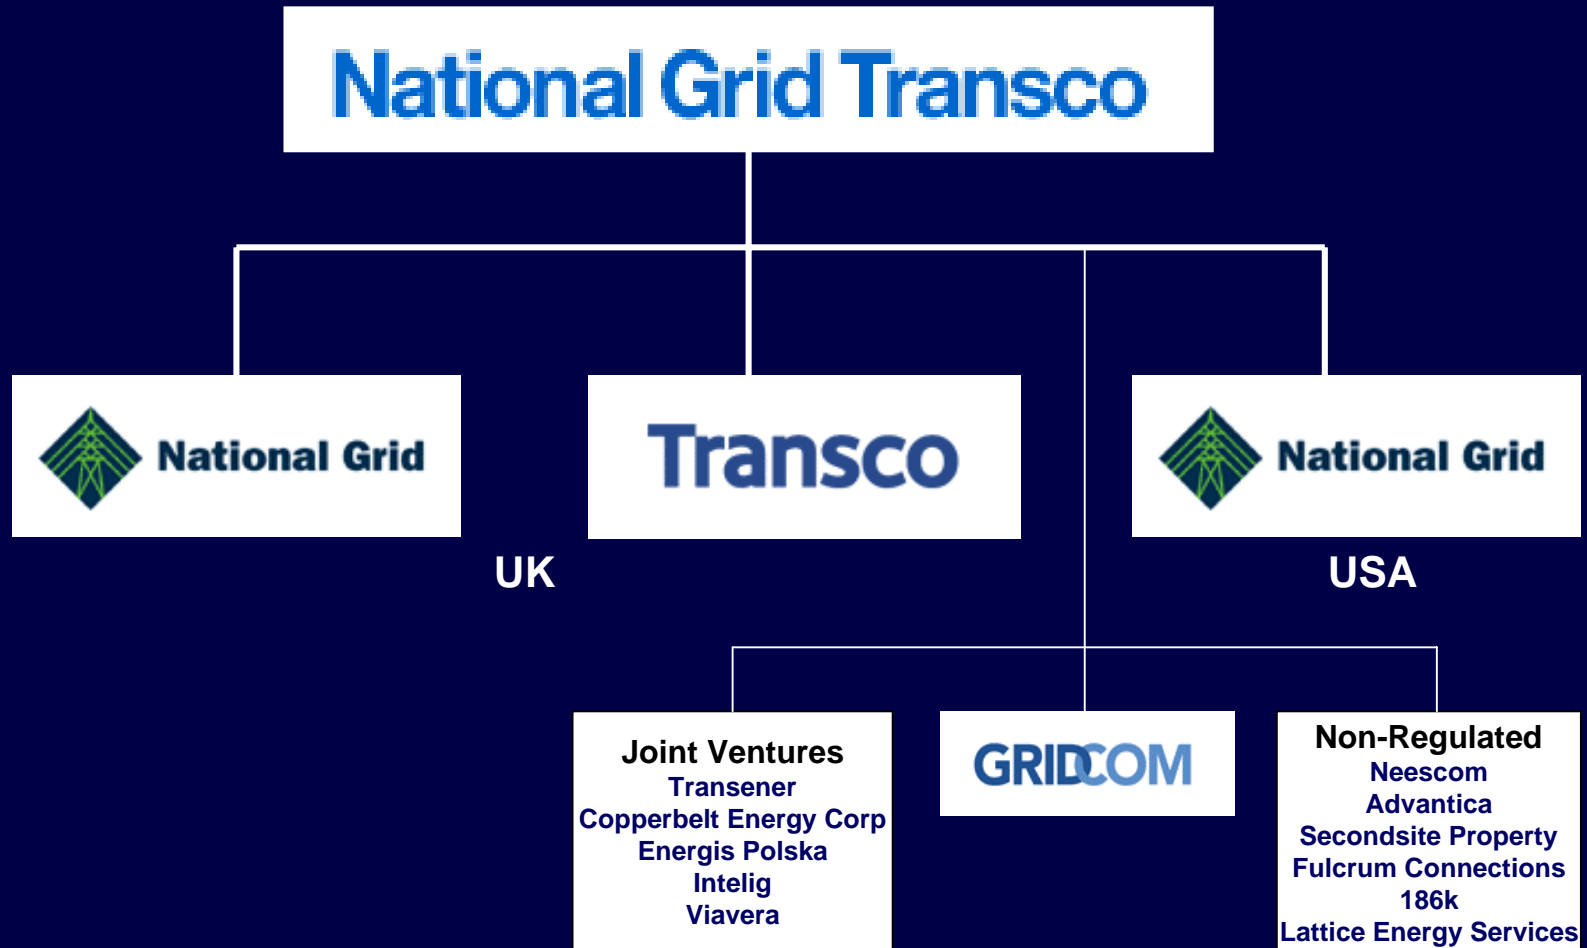 National Grid Transco
National Grid
Transco
National Grid
UK
USA
Joint Ventures
Transener
Copperbelt Energy Corp
Energis Polska
Intelig
Viavera
GRIDCOM
Non-Regulated
Neescom
Advantica
Secondsite Property
Fulcrum Connections
186k
Lattice Energy Services